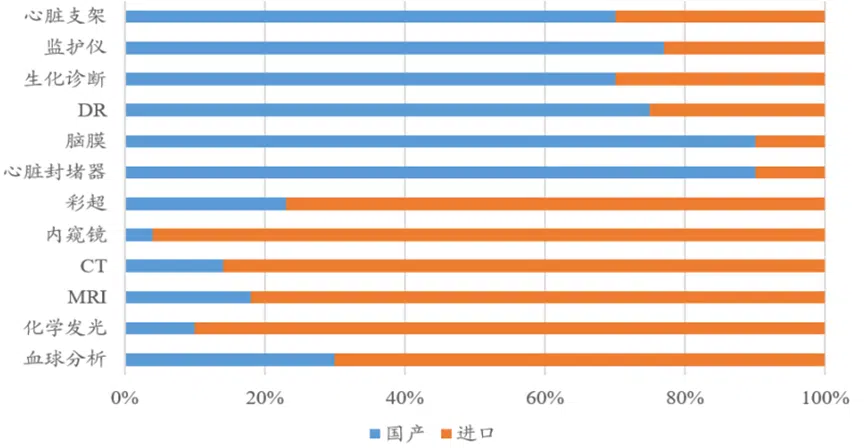 心脏支架
监护仪
生化诊断
DR
脑膜
心脏封堵器
彩超
内窥镜
CT
MRI
化学发光
血球分析
0% 20% 40% 60% 80% 100%
国产 进口